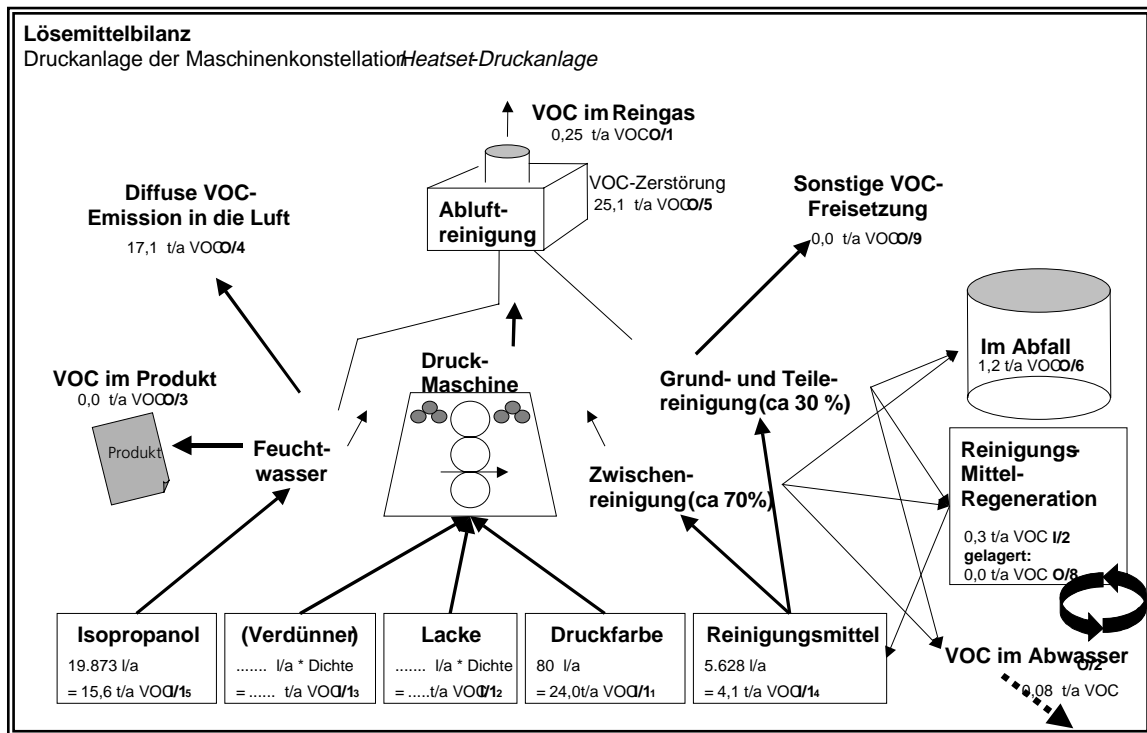 Lösemittelbilanz
Druckanlage der Maschinenkonstellation Heatset-Druckanlage
VOC im Reingas
0,25 t/a VOC O/1
VOC-Zerstörung
25,1 t/a VOC O/5
Abluft-
reinigung
Diffuse VOC-
Emission in die Luft
17,1 t/a VOC O/4
Sonstige VOC-
Freisetzung
0,0 t/a VOC O/9
VOC im Produkt
0,0 t/a VOC O/3
Produkt
Feucht-
wasser
Druck-
Maschine
Grund- und Teile-
reinigung (ca 30 %)
Zwischen-
reinigung (ca 70%)
Im Abfall
1,2 t/a VOC O/6
Reinigungs-
Mittel-
Regeneration
0,3 t/a VOC I/2
gelagert:
0,0 t/a VOC O/8
VOC im Abwasser
O/2
0,08 t/a VOC
Isopropanol
19.873 l/a
= 15,6 t/a VOC I/1₅
(Verdünner)
....... l/a * Dichte
= ...... t/a VOC I/1₃
Lacke
....... l/a * Dichte
= .....t/a VOC I/1₂
Druckfarbe
80 l/a
= 24,0t/a VOC I/1₁
Reinigungsmittel
5.628 l/a
= 4,1 t/a VOC I/1₄